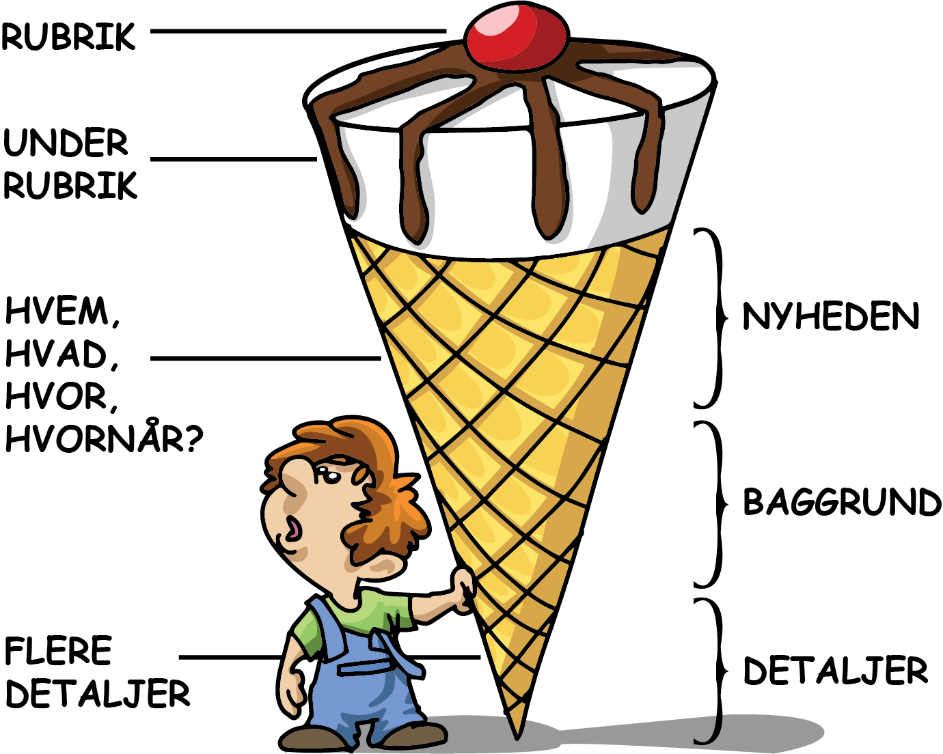 RUBRIK
UNDER
RUBRIK
HVEM,
HVAD,
HVOR,
HVORNÅR?
FLERE
DETALJER
NYHEDEN
BAGGRUND
DETALJER